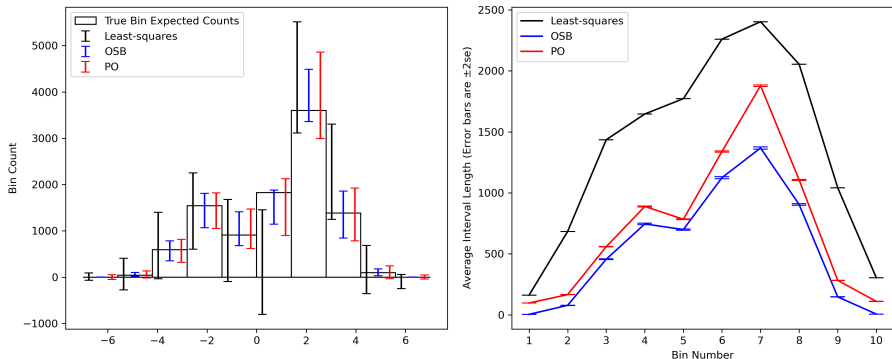 True Bin Expected Counts
Least-squares
OSB
PO
Bin Count
5000
4000
3000
2000
1000
0
−1000
−6 −4 −2 0 2 4 6
Least-squares
OSB
PO
Average Interval Length (Error bars are ±2se)
2500
2000
1500
1000
500
0
1 2 3 4 5 6 7 8 9 10
Bin Number